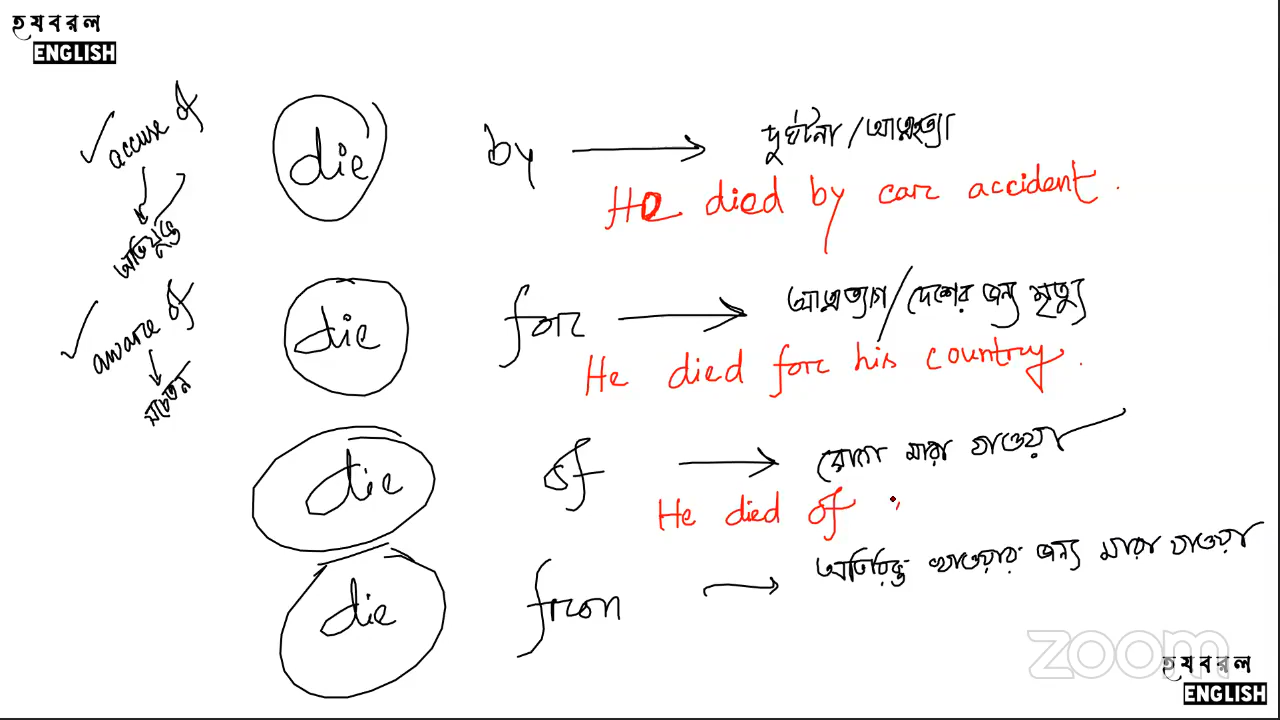 হ য ব র ল
ENGLISH
accuse of
অভিযুক্ত
aware of
সচেতন
die by → দুর্ঘটনা / আত্মহত্যা
He died by car accident.
die for → আত্মত্যাগ / দেশের জন্য মৃত্যু
He died for his country.
die of → রোগে মারা যাওয়া
He died of
die from → অতিরিক্ত খাওয়ার জন্য মারা যাওয়া
zoom
হ য ব র ল
ENGLISH